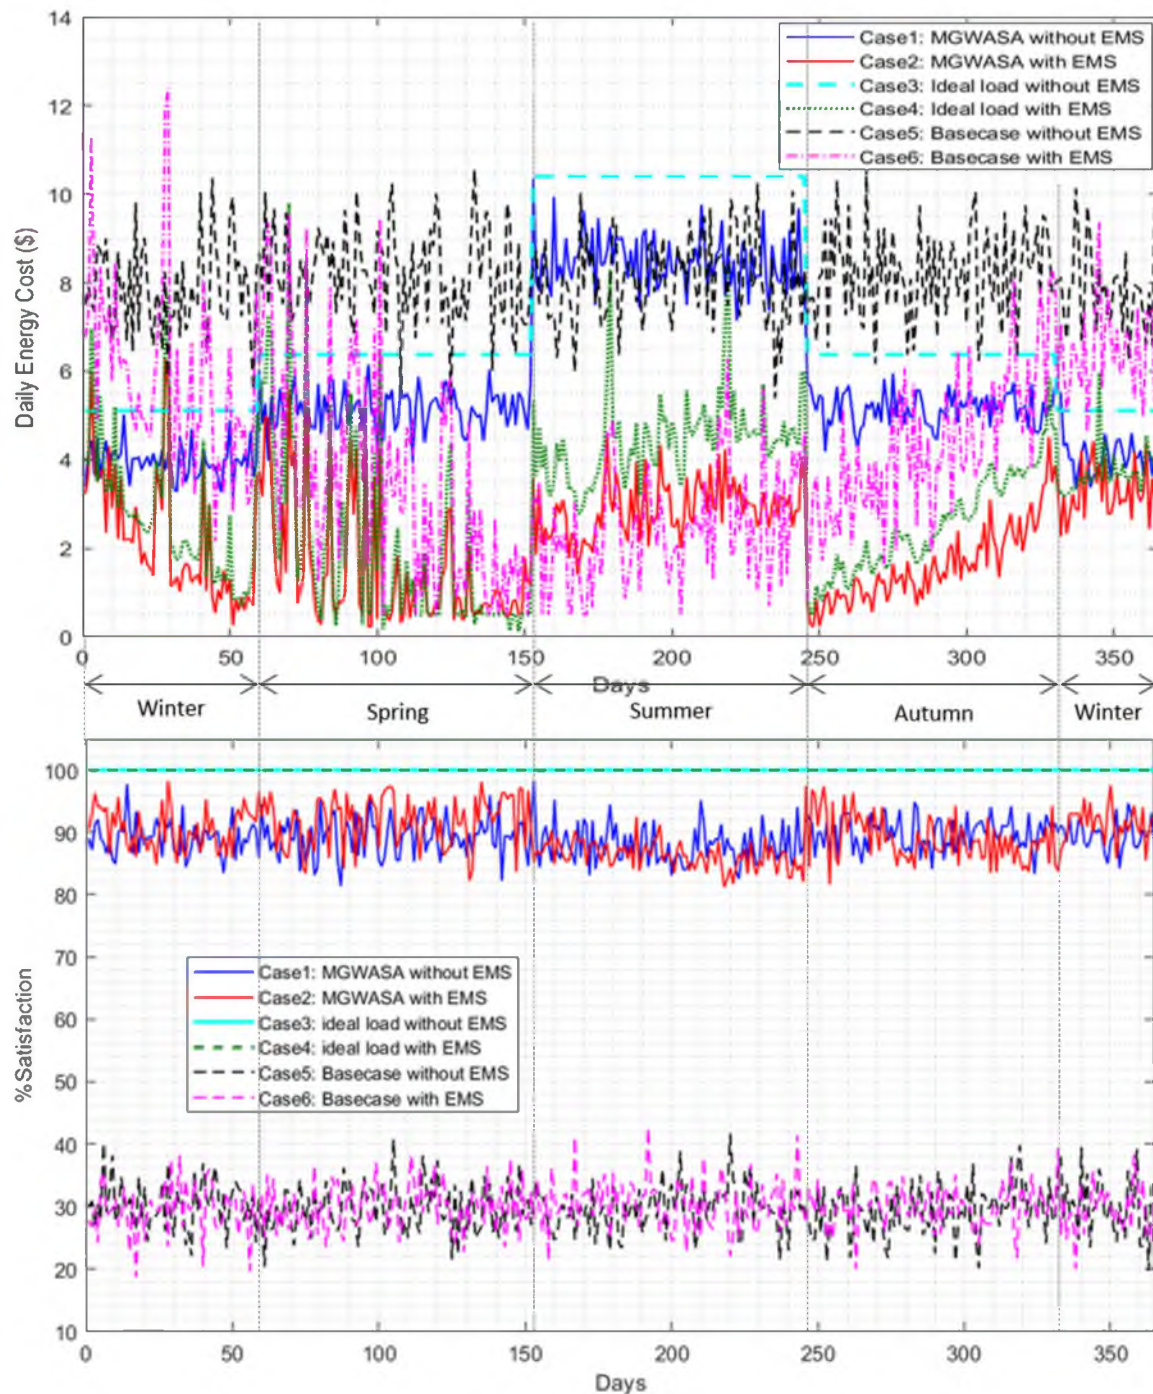 14
12
10
8
6
4
2
0
Daily Energy Cost ($)
Case1: MGWASA without EMS
Case2: MGWASA with EMS
Case3: Ideal load without EMS
Case4: Ideal load with EMS
Case5: Basecase without EMS
Case6: Basecase with EMS
0 50 100 150 200 250 300 350
Days
Winter Spring Summer Autumn Winter
100
90
80
70
60
50
40
30
20
10
%Satisfaction
Case1: MGWASA without EMS
Case2: MGWASA with EMS
Case3: ideal load without EMS
Case4: ideal load with EMS
Case5: Basecase without EMS
Case6: Basecase with EMS
0 50 100 150 200 250 300 350
Days